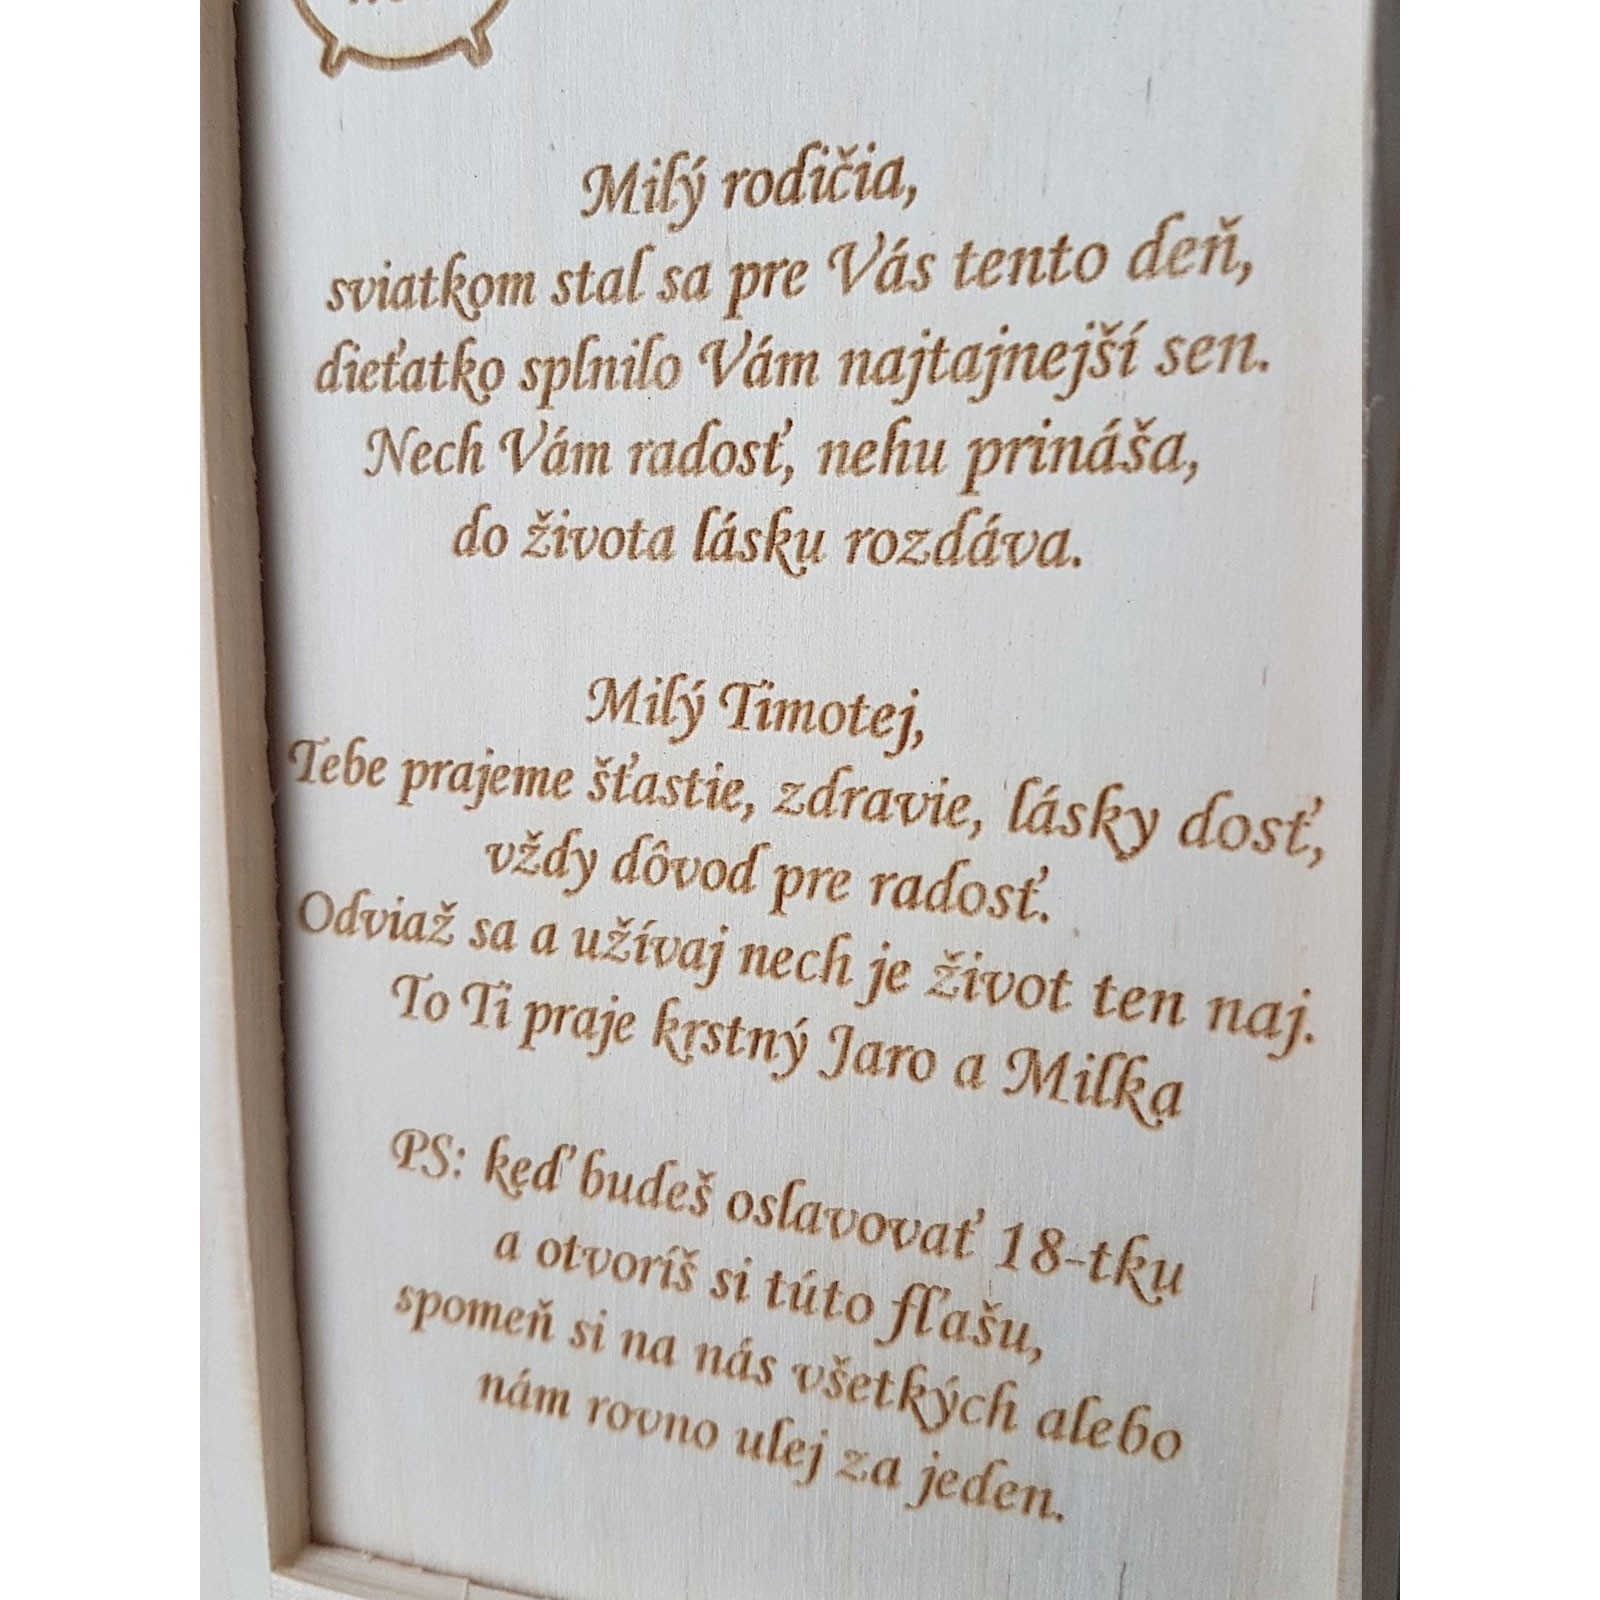 Milý rodičia,
sviatkom stal sa pre Vás tento deň,
dieťatko splnilo Vám najtajnejší sen.
Nech Vám radosť, nehu prináša,
do života lásku rozdáva.
Milý Timotej,
Tebe prajeme šťastie, zdravie, lásky dosť,
vždy dôvod pre radosť.
Odviaž sa a užívaj nech je život ten naj.
To Ti praje krstný Jaro a Milka
PS: keď budeš oslavovať 18-tku
a otvoríš si túto fľašu,
spomeň si na nás všetkých alebo
nám rovno ulej za jeden.